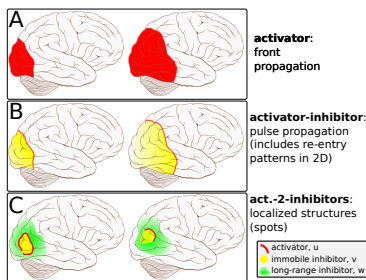 A
activator:
front
propagation
B
activator-inhibitor:
pulse propagation
(includes re-entry
patterns in 2D)
C
act.-2-inhibitors:
localized structures
(spots)
activator, u
immobile inhibitor, v
long-range inhibitor, w